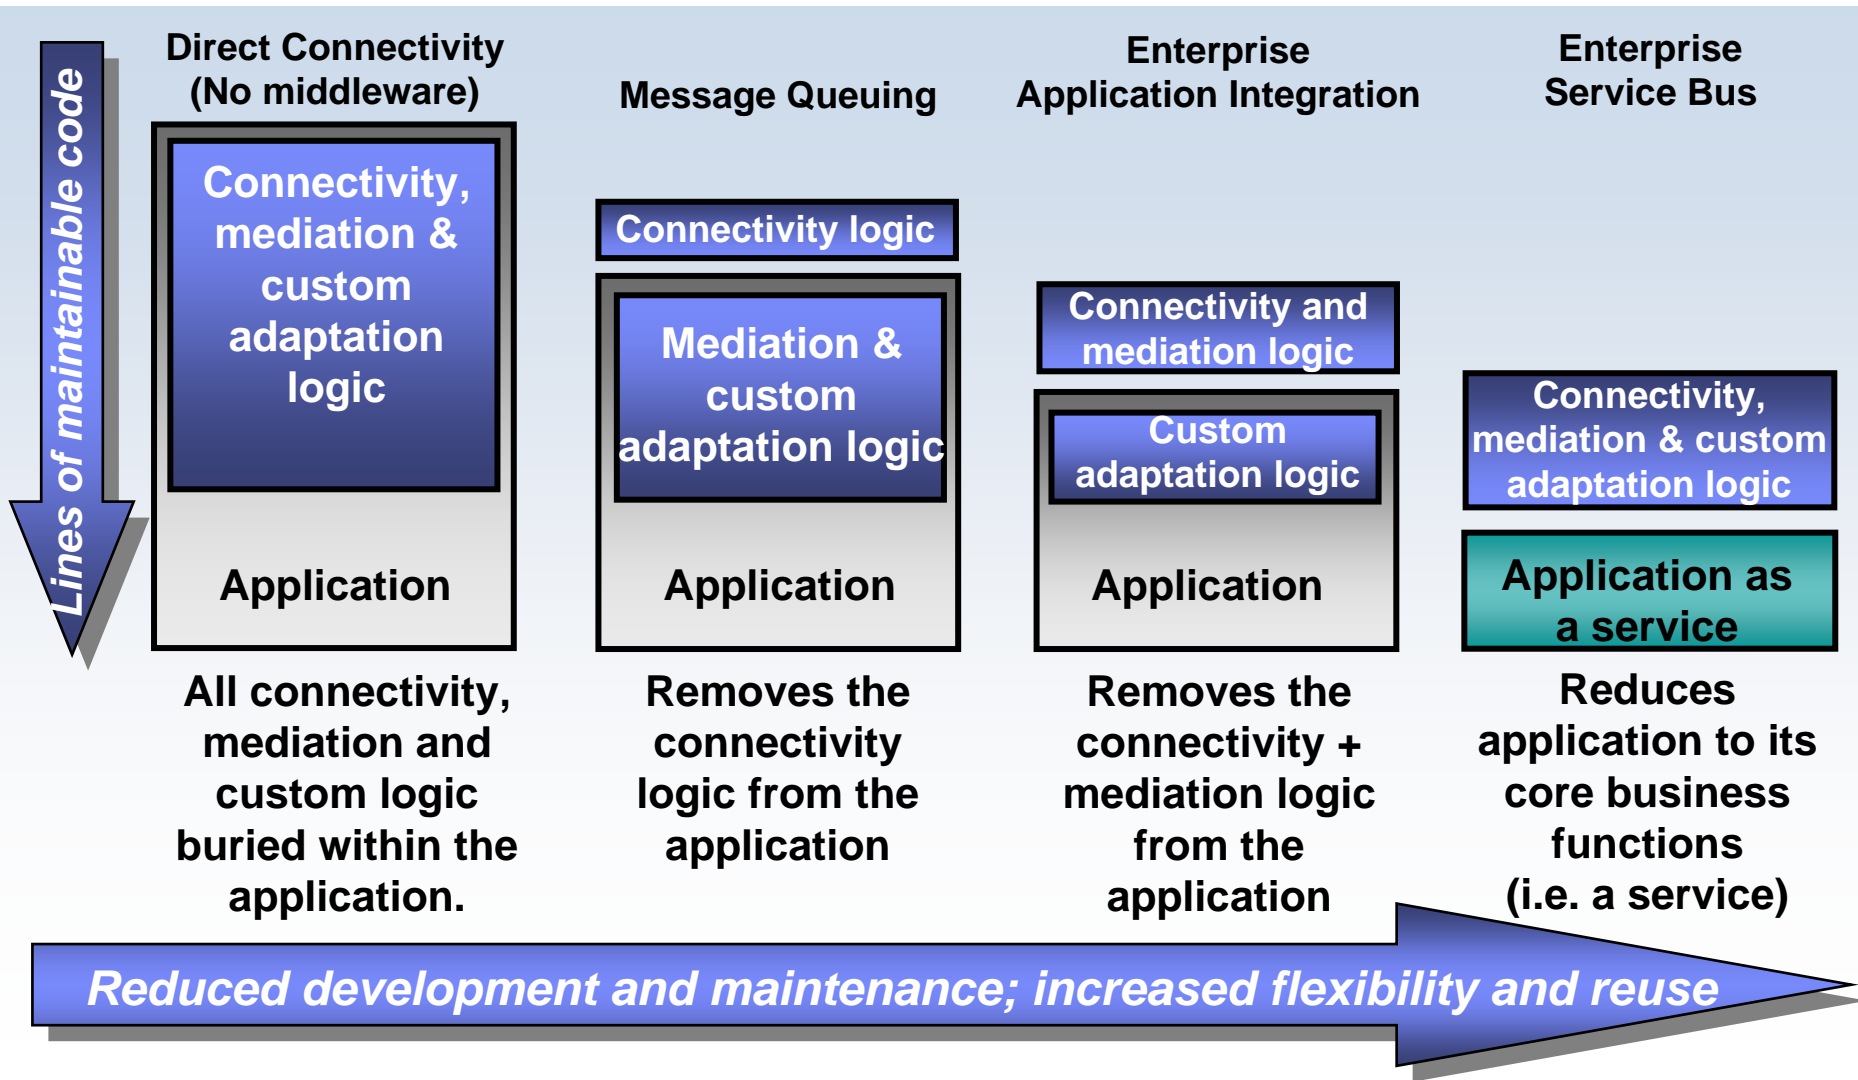 Lines of maintainable code
Direct Connectivity
(No middleware)
Connectivity,
mediation &
custom
adaptation
logic
Application
All connectivity,
mediation and
custom logic
buried within the
application.
Message Queuing
Connectivity logic
Mediation &
custom
adaptation logic
Application
Removes the
connectivity
logic from the
application
Enterprise
Application Integration
Connectivity and
mediation logic
Custom
adaptation logic
Application
Removes the
connectivity +
mediation logic
from the
application
Enterprise
Service Bus
Connectivity,
mediation & custom
adaptation logic
Application as
a service
Reduces
application to its
core business
functions
(i.e. a service)
Reduced development and maintenance; increased flexibility and reuse